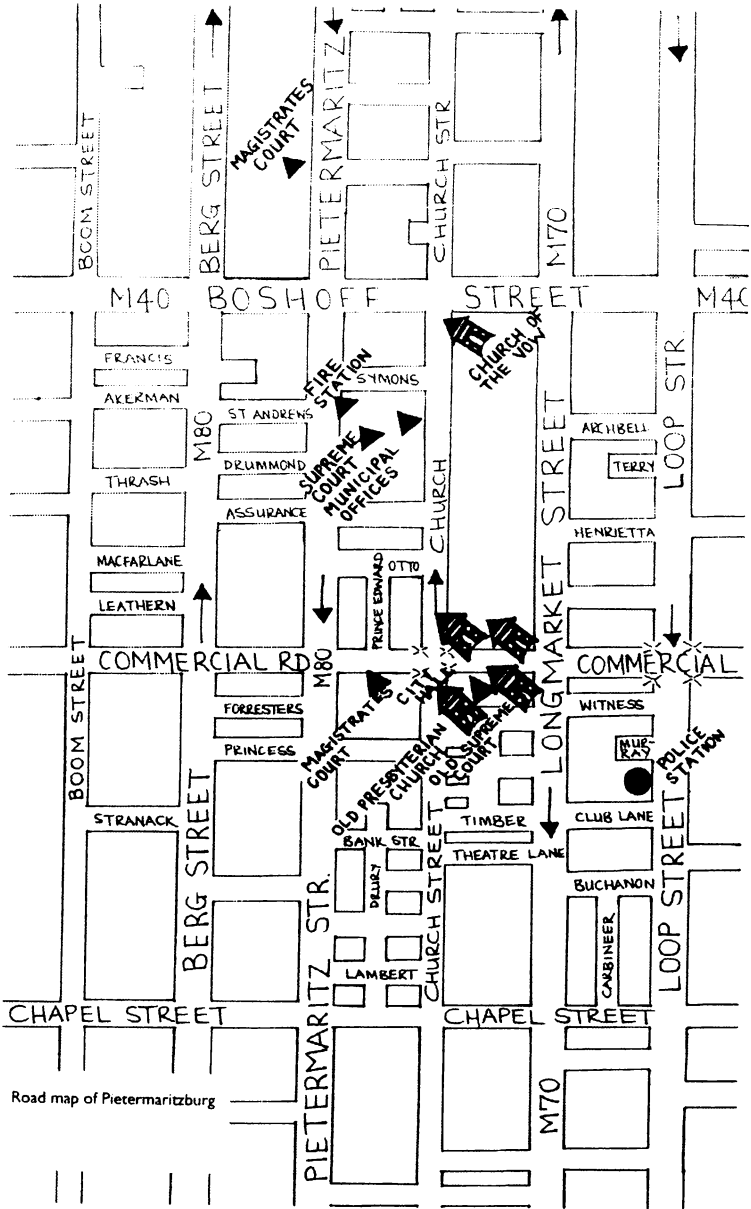 PIETERMARITZ
BERG STREET
BOOM STREET
MAGISTRATES
COURT
CHURCH STR
M70
M40
BOSHOFF
STREET
M40
FRANCIS
AKERMAN
M80
ST ANDREWS
DRUMMOND
THRASH
ASSURANCE
MACFARLANE
LEATHERN
FIRE
STATION
SYMONS
SUPREME
COURT
MUNICIPAL
OFFICES
CHURCH
OTTO
PRINCE EDWARD
CHURCH OF
THE VOW
LONGMARKET STREET
ARCHBELL
TERRY
HENRIETTA
LOOP STR.
COMMERCIAL RD
M80
COMMERCIAL
BOOM STREET
FORRESTERS
PRINCESS
STRANACK
BERG STREET
MAGISTRATES
COURT
CITY
HALL
OLD PRESBYTERIAN
CHURCH
OLD SUPREME
COURT
WITNESS
MUR-
RAY
POLICE
STATION
TIMBER
CLUB LANE
BANK STR
THEATRE LANE
DRURY
CHURCH STREET
BUCHANON
CARBINEER
LOOP STREET
PIETERMARITZ STR.
LAMBERT
CHAPEL STREET
CHAPEL STREET
M70
Road map of Pietermaritzburg